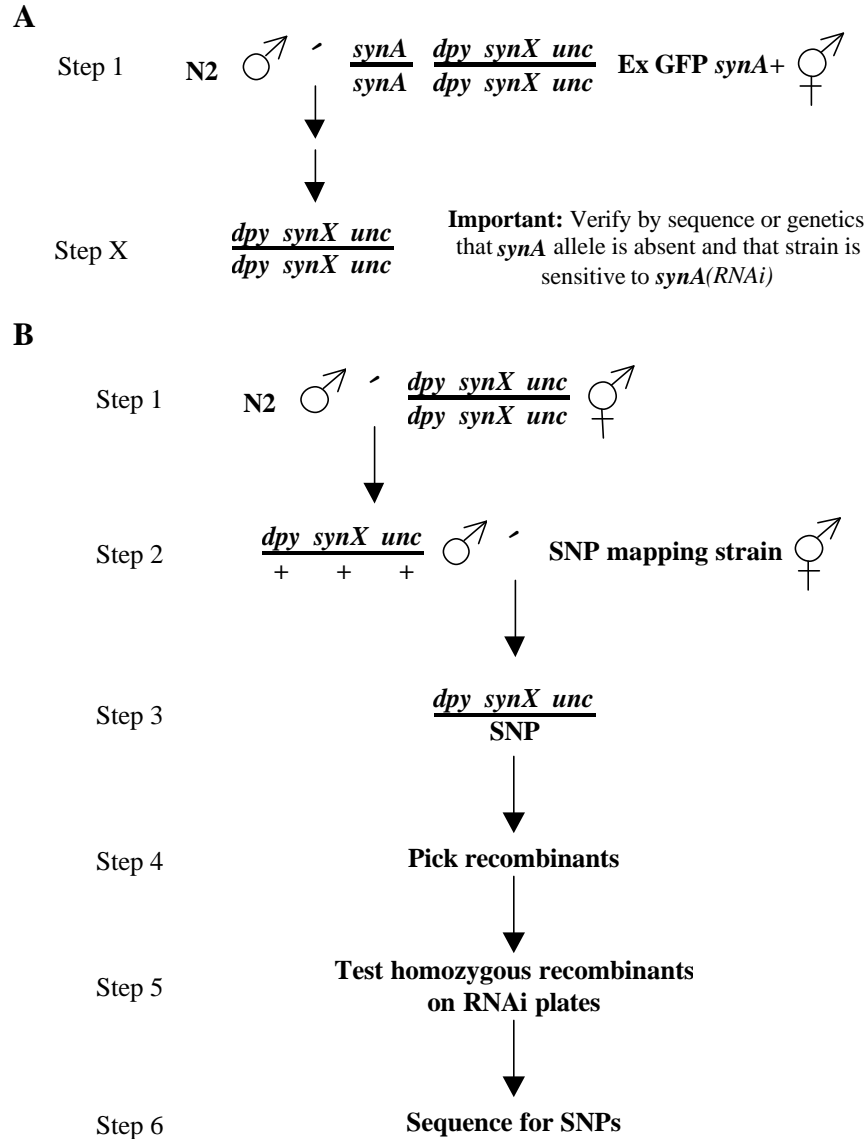 A
Step 1
N2 ´ synA dpy synX unc Ex GFP synA+
synA dpy synX unc
Step X
dpy synX unc
dpy synX unc
Important: Verify by sequence or genetics
that synA allele is absent and that strain is
sensitive to synA(RNAi)
B
Step 1
N2 ´ dpy synX unc
dpy synX unc
Step 2
dpy synX unc ´ SNP mapping strain
+ + +
Step 3
dpy synX unc
SNP
Step 4
Pick recombinants
Step 5
Test homozygous recombinants
on RNAi plates
Step 6
Sequence for SNPs